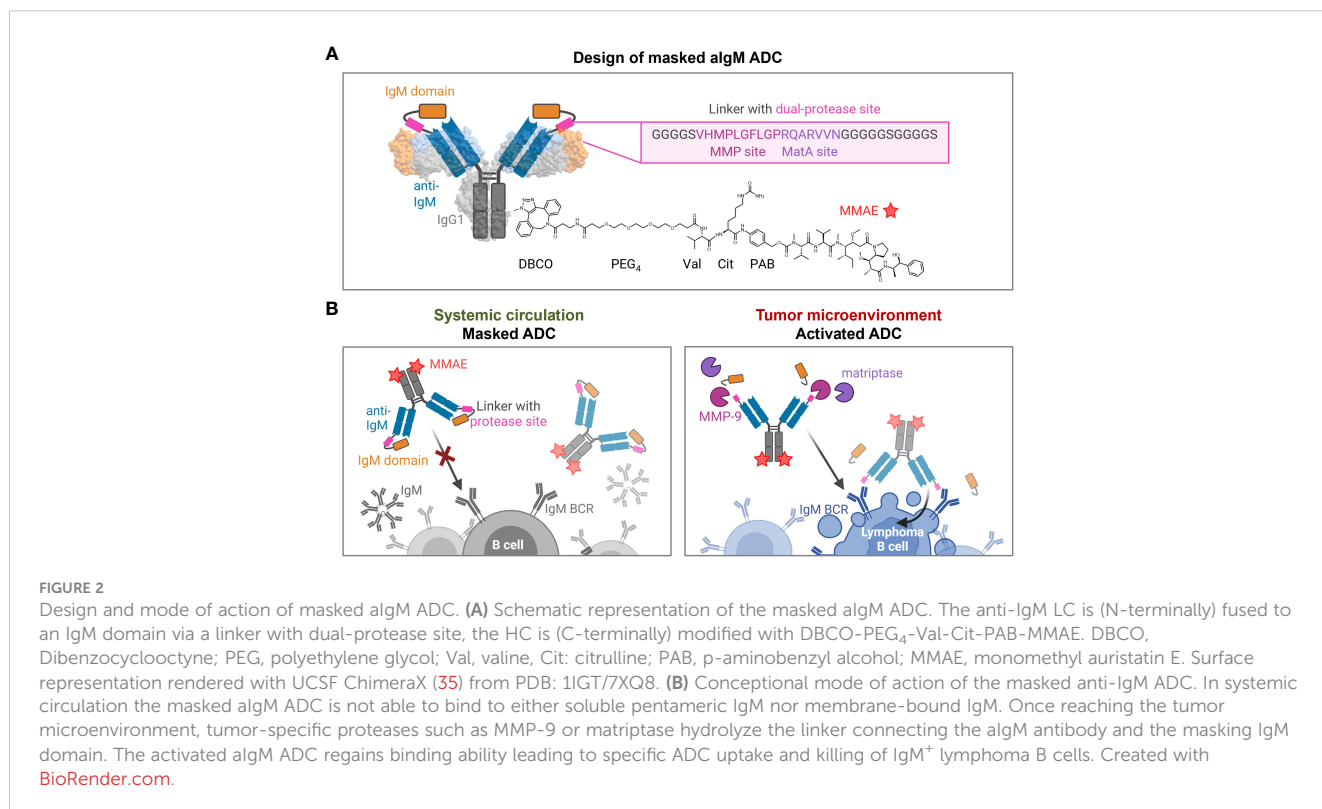 A
Design of masked aIgM ADC
IgM domain
Linker with dual-protease site
GGGGSVHMPLGFLGPRQARVVNGGGGGSGGGGS
MMP site MatA site
anti-
IgM
IgG1
MMAE
DBCO PEG4 Val Cit PAB
B
Systemic circulation
Masked ADC
Tumor microenvironment
Activated ADC
MMAE
anti-
IgM
Linker with
protease site
IgM domain
IgM
IgM BCR
B cell
matriptase
MMP-9
IgM BCR
Lymphoma
B cell
FIGURE 2
Design and mode of action of masked aIgM ADC. (A) Schematic representation of the masked aIgM ADC. The anti-IgM LC is (N-terminally) fused to
an IgM domain via a linker with dual-protease site, the HC is (C-terminally) modified with DBCO-PEG4-Val-Cit-PAB-MMAE. DBCO,
Dibenzocyclooctyne; PEG, polyethylene glycol; Val, valine, Cit: citrulline; PAB, p-aminobenzyl alcohol; MMAE, monomethyl auristatin E. Surface
representation rendered with UCSF ChimeraX (35) from PDB: 1IGT/7XQ8. (B) Conceptional mode of action of the masked anti-IgM ADC. In systemic
circulation the masked aIgM ADC is not able to bind to either soluble pentameric IgM nor membrane-bound IgM. Once reaching the tumor
microenvironment, tumor-specific proteases such as MMP-9 or matriptase hydrolyze the linker connecting the aIgM antibody and the masking IgM
domain. The activated aIgM ADC regains binding ability leading to specific ADC uptake and killing of IgM+ lymphoma B cells. Created with
BioRender.com.